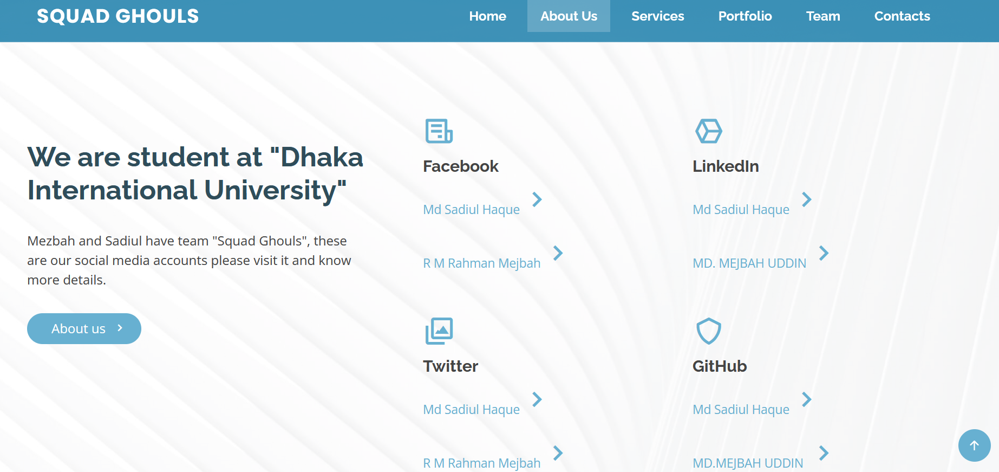 SQUAD GHOULS
Home
About Us
Services
Portfolio
Team
Contacts
We are student at "Dhaka
International University"
Mezbah and Sadiul have team "Squad Ghouls", these
are our social media accounts please visit it and know
more details.
About us
Facebook
Md Sadiul Haque
R M Rahman Mejbah
LinkedIn
Md Sadiul Haque
MD. MEJBAH UDDIN
Twitter
Md Sadiul Haque
R M Rahman Mejbah
GitHub
Md Sadiul Haque
MD.MEJBAH UDDIN